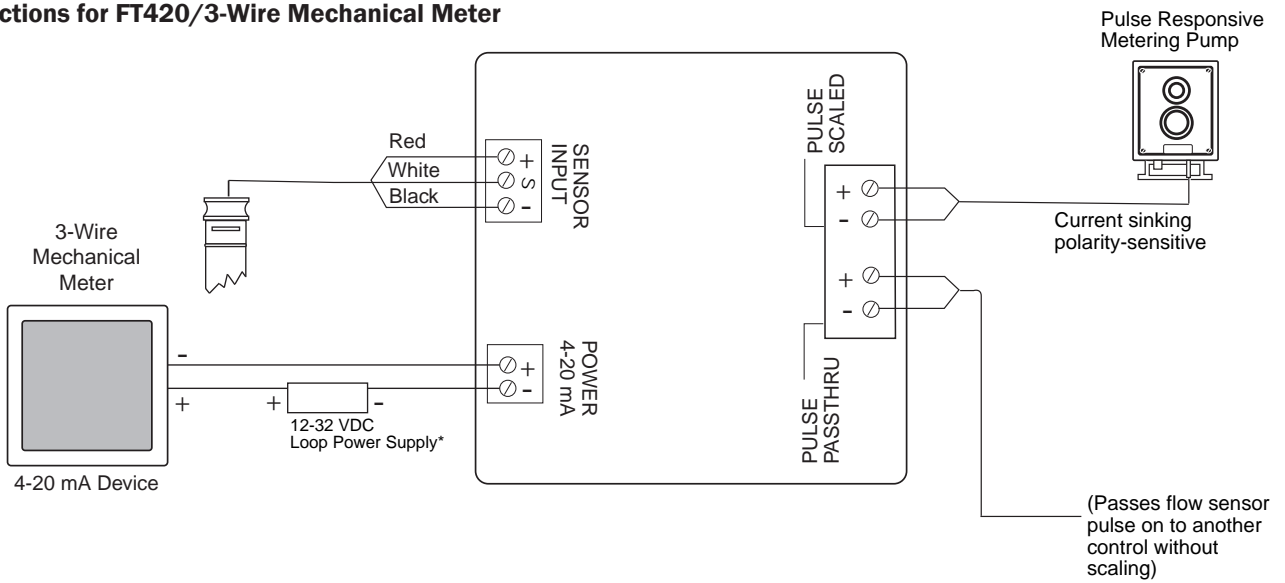 ctions for FT420/3-Wire Mechanical Meter
Pulse Responsive
Metering Pump
Red
White
Black
+
S
-
SENSOR
INPUT
PULSE
SCALED
+
-
+
-
Current sinking
polarity-sensitive
3-Wire
Mechanical
Meter
-
+
+
-
12-32 VDC
Loop Power Supply*
+
-
POWER
4-20 mA
PULSE
PASSTHRU
4-20 mA Device
(Passes flow sensor
pulse on to another
control without
scaling)